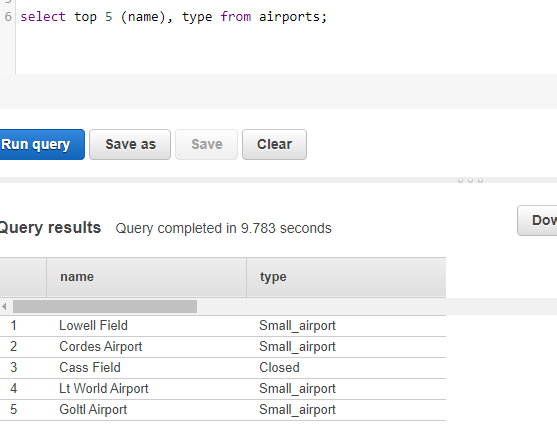 6 select top 5 (name), type from airports;
Run query Save as Save Clear
Query results Query completed in 9.783 seconds Dow
name type
1 Lowell Field Small_airport
2 Cordes Airport Small_airport
3 Cass Field Closed
4 Lt World Airport Small_airport
5 Goltl Airport Small_airport